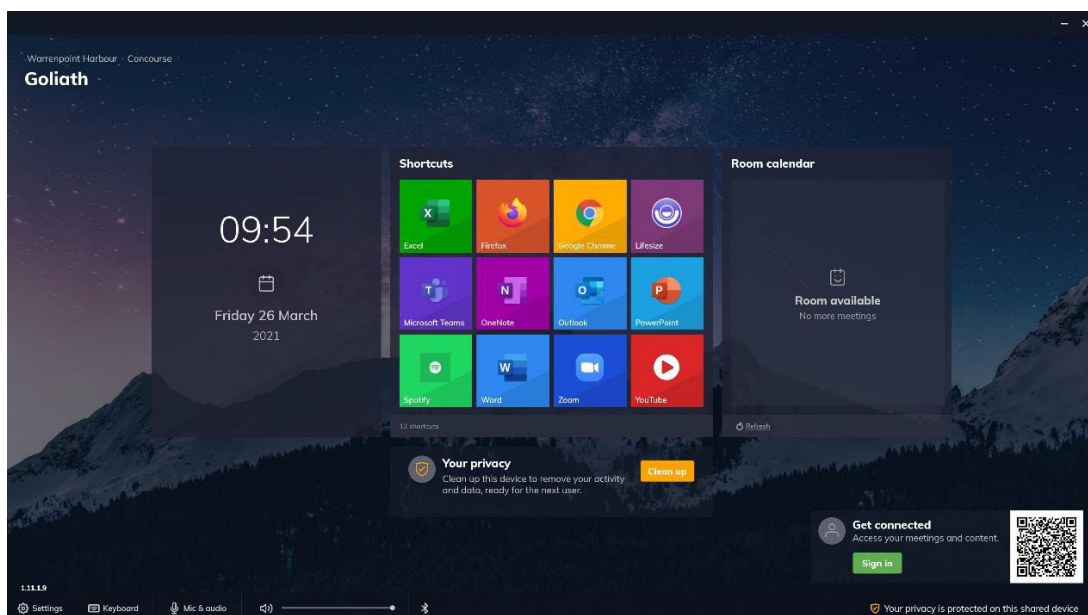 Warrenpoint Harbour - Concourse
Goliath
09:54
Friday 26 March
2021
Shortcuts
Excel
Firefox
Google Chrome
Lifesize
Microsoft Teams
OneNote
Outlook
PowerPoint
Spotify
Word
Zoom
YouTube
12 shortcuts
Room calendar
Room available
No more meetings
Refresh
Your privacy
Clean up this device to remove your activity
and data, ready for the next user.
Clean up
Get connected
Access your meetings and content.
Sign in
1.11.1.9
Settings
Keyboard
Mic & audio
Your privacy is protected on this shared device